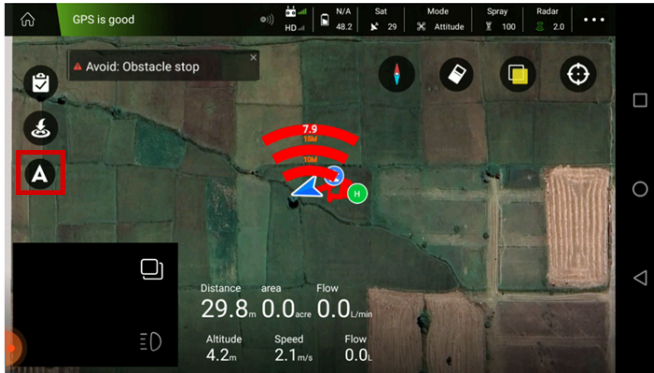 GPS is good
HD
N/A
48.2
Sat
29
Mode
Attitude
Spray
100
Radar
2.0
Avoid: Obstacle stop
7.9
15M
10M
H
Distance area Flow
29.8m 0.0acre 0.0L/min
Altitude Speed Flow
4.2m 2.1m/s 0.0L